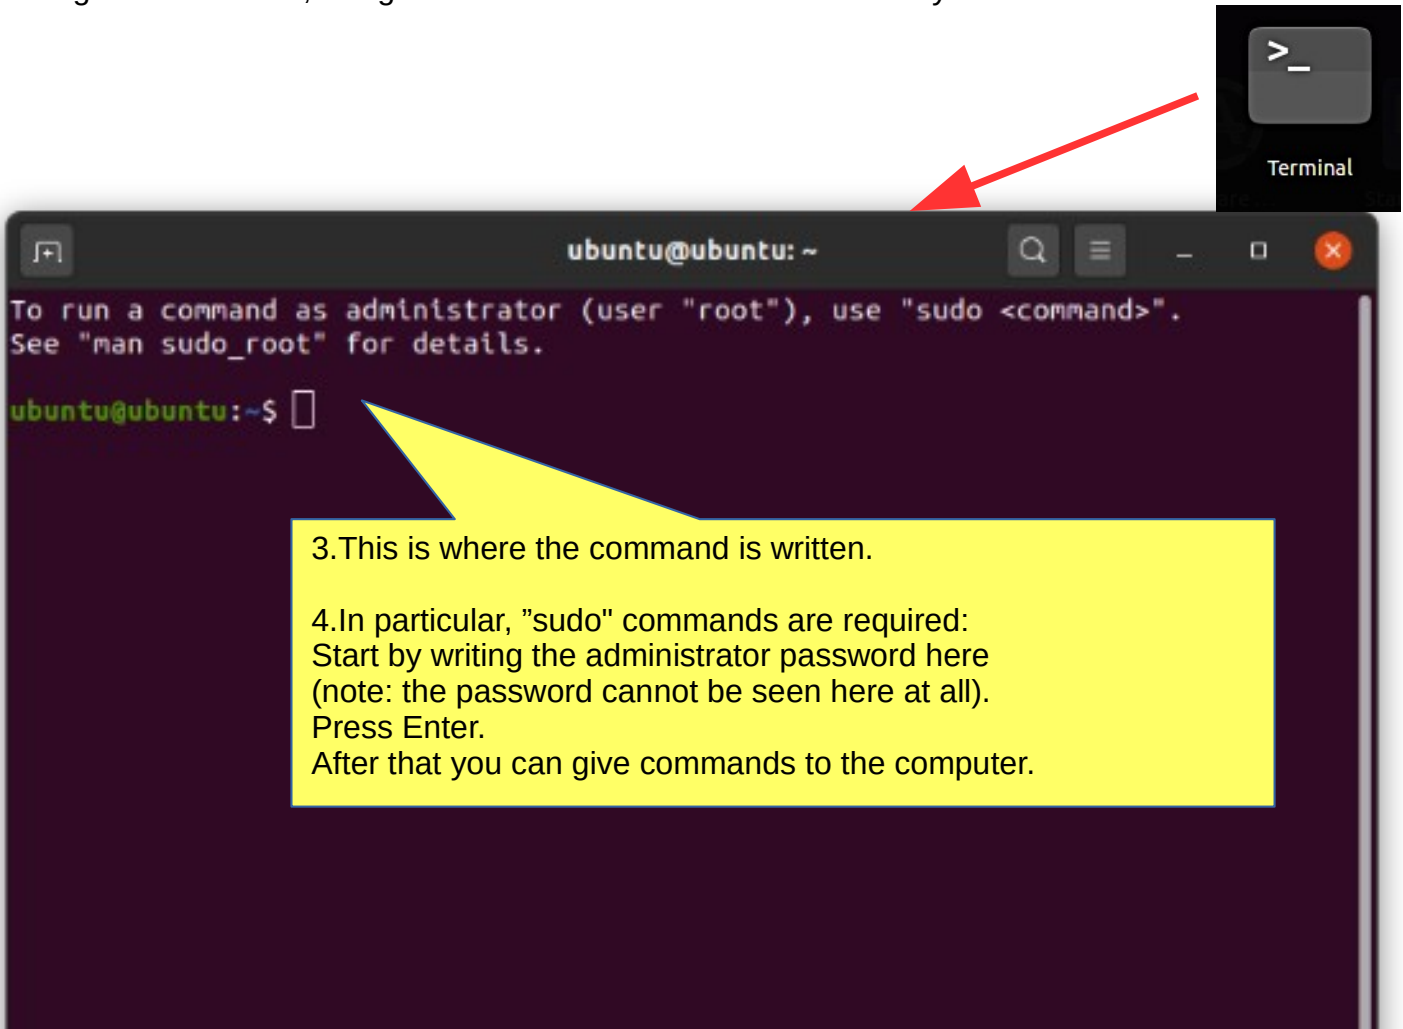 >_
Terminal
ubuntu@ubuntu: ~
To run a command as administrator (user "root"), use "sudo <command>".
See "man sudo_root" for details.
ubuntu@ubuntu:~$
3.This is where the command is written.
4.In particular, ”sudo" commands are required:
Start by writing the administrator password here
(note: the password cannot be seen here at all).
Press Enter.
After that you can give commands to the computer.